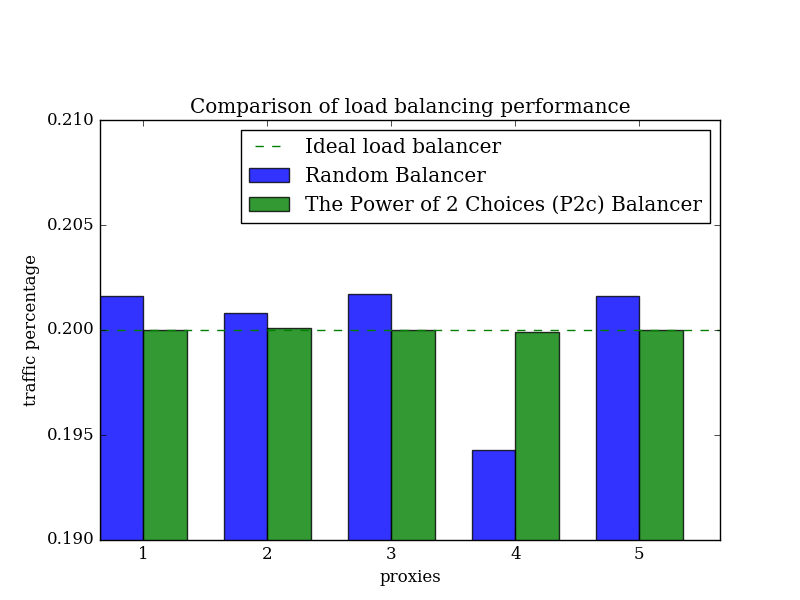 Comparison of load balancing performance
0.210
Ideal load balancer
Random Balancer
The Power of 2 Choices (P2c) Balancer
0.205
0.200
0.195
0.190
traffic percentage
1 2 3 4 5
proxies